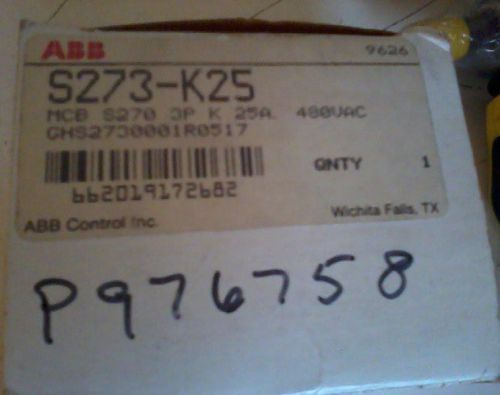 ABB 9626
S273-K25
MCB S270 3P K 25A. 480VAC
GHS2730001R0517
QNTY 1
662019172682
ABB Control Inc. Wichita Falls, TX
P976758